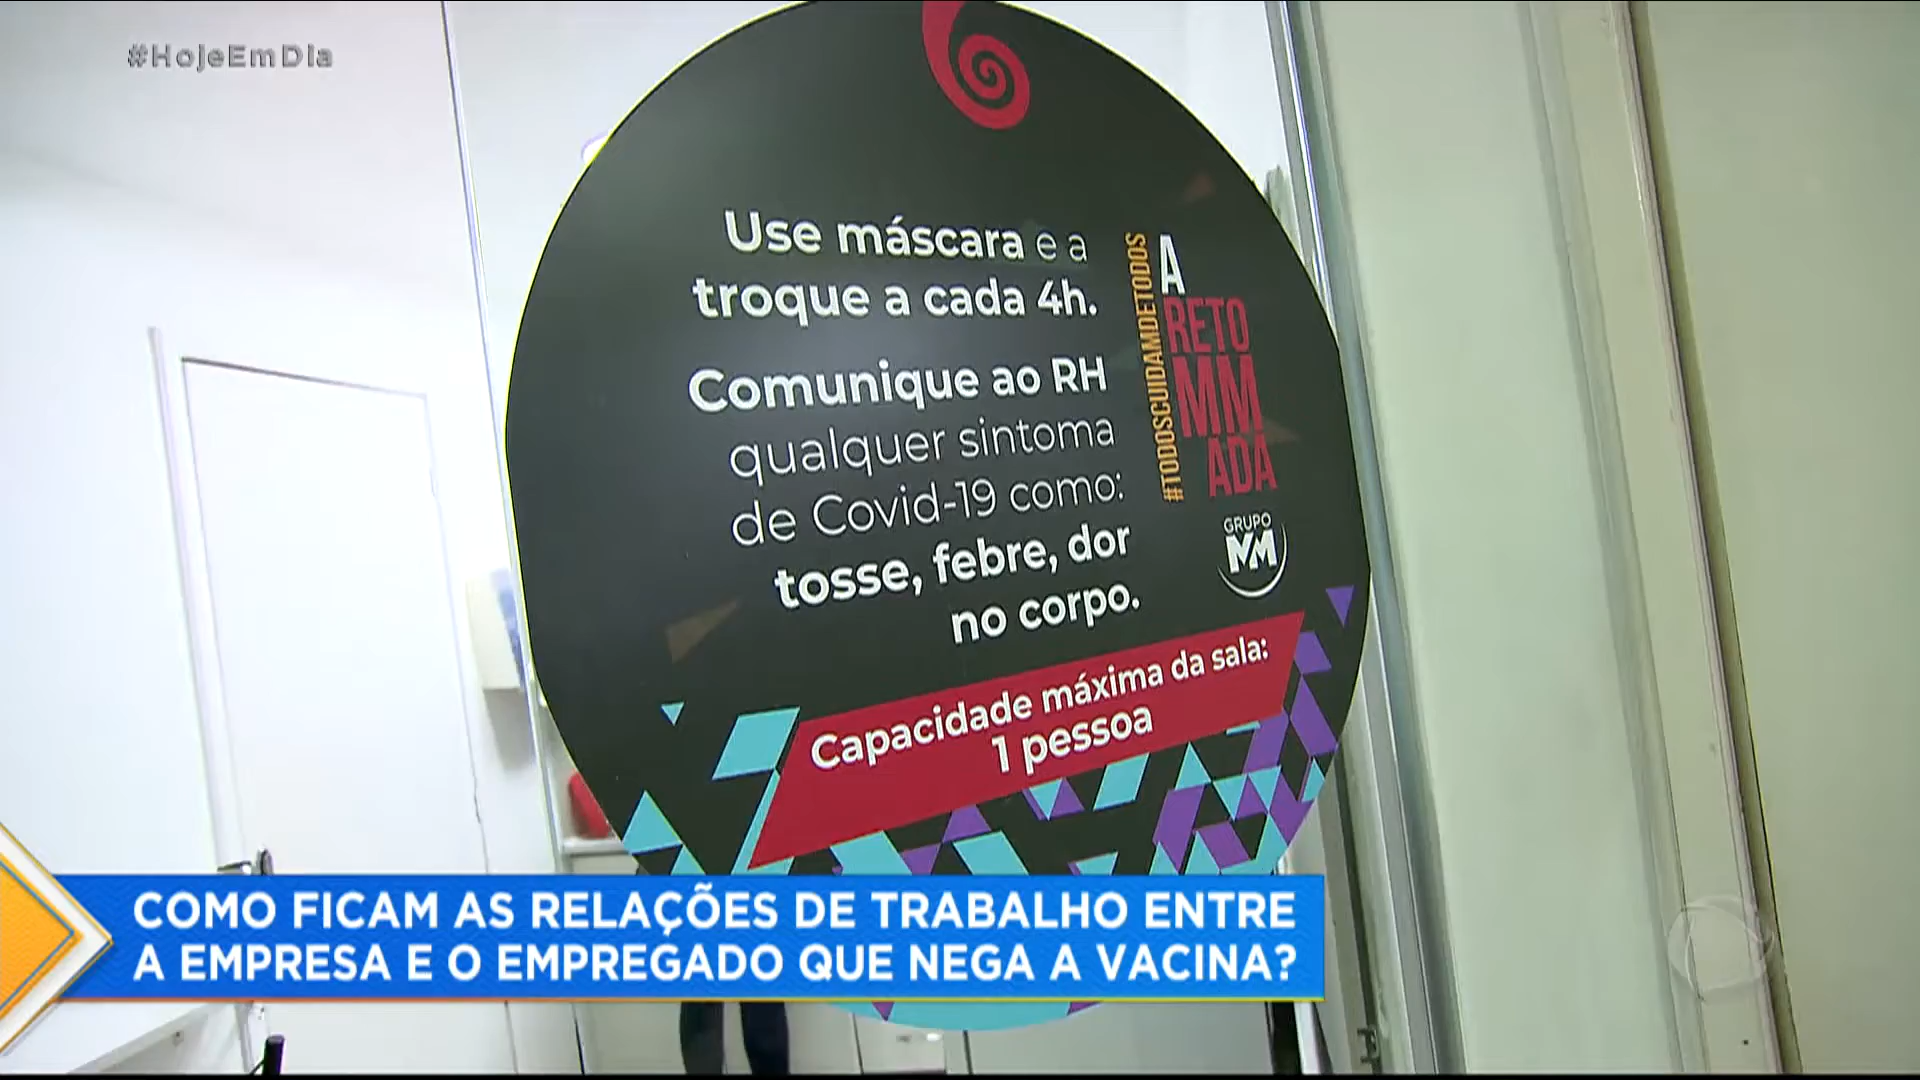 #HojeEmDia
Use máscara e a
troque a cada 4h.
Comunique ao RH
qualquer sintoma
de Covid-19 como:
tosse, febre, dor
no corpo.
#TODOSCUIDAMDETODOS
A
RETO
MM
ADA
GRUPO
MM
Capacidade máxima da sala:
1 pessoa
COMO FICAM AS RELAÇÕES DE TRABALHO ENTRE
A EMPRESA E O EMPREGADO QUE NEGA A VACINA?